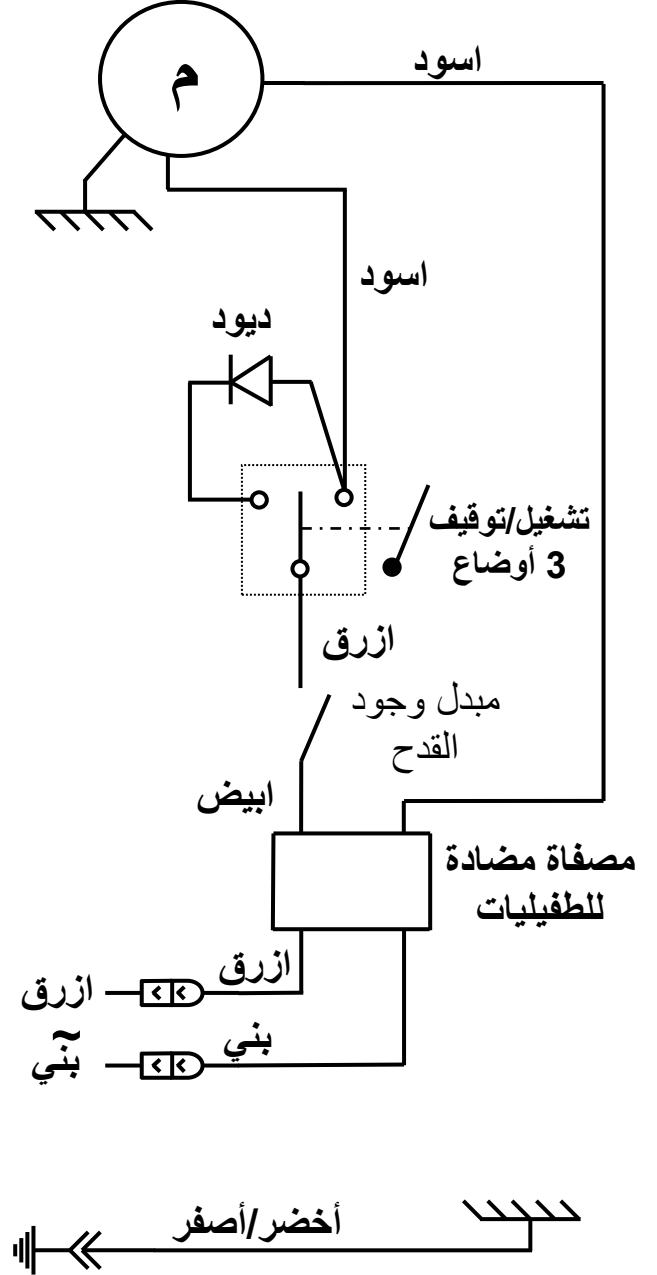 م
اسود
اسود
ديود
تشغيل/توقيف
3 أوضاع
ازرق
مبدل وجود
القدح
ابيض
مصفاة مضادة
للطفيليات
ازرق
ازرق
~
بني
بني
أخضر/أصفر